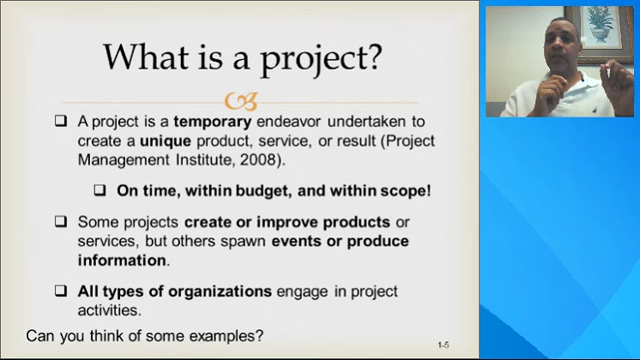 What is a project?
❑ A project is a temporary endeavor undertaken to
create a unique product, service, or result (Project
Management Institute, 2008).
❑ On time, within budget, and within scope!
❑ Some projects create or improve products or
services, but others spawn events or produce
information.
❑ All types of organizations engage in project
activities.
Can you think of some examples?
1-5